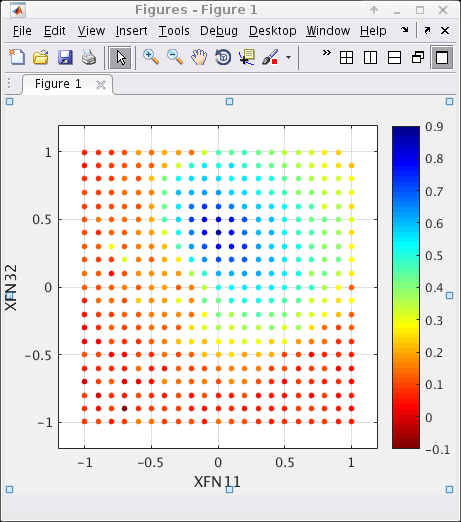 Figures - Figure 1
File Edit View Insert Tools Debug Desktop Window Help
Figure 1
1
0.5
0
−0.5
−1
−1 −0.5 0 0.5 1
XFN11
XFN32
0.9
0.8
0.7
0.6
0.5
0.4
0.3
0.2
0.1
0
−0.1